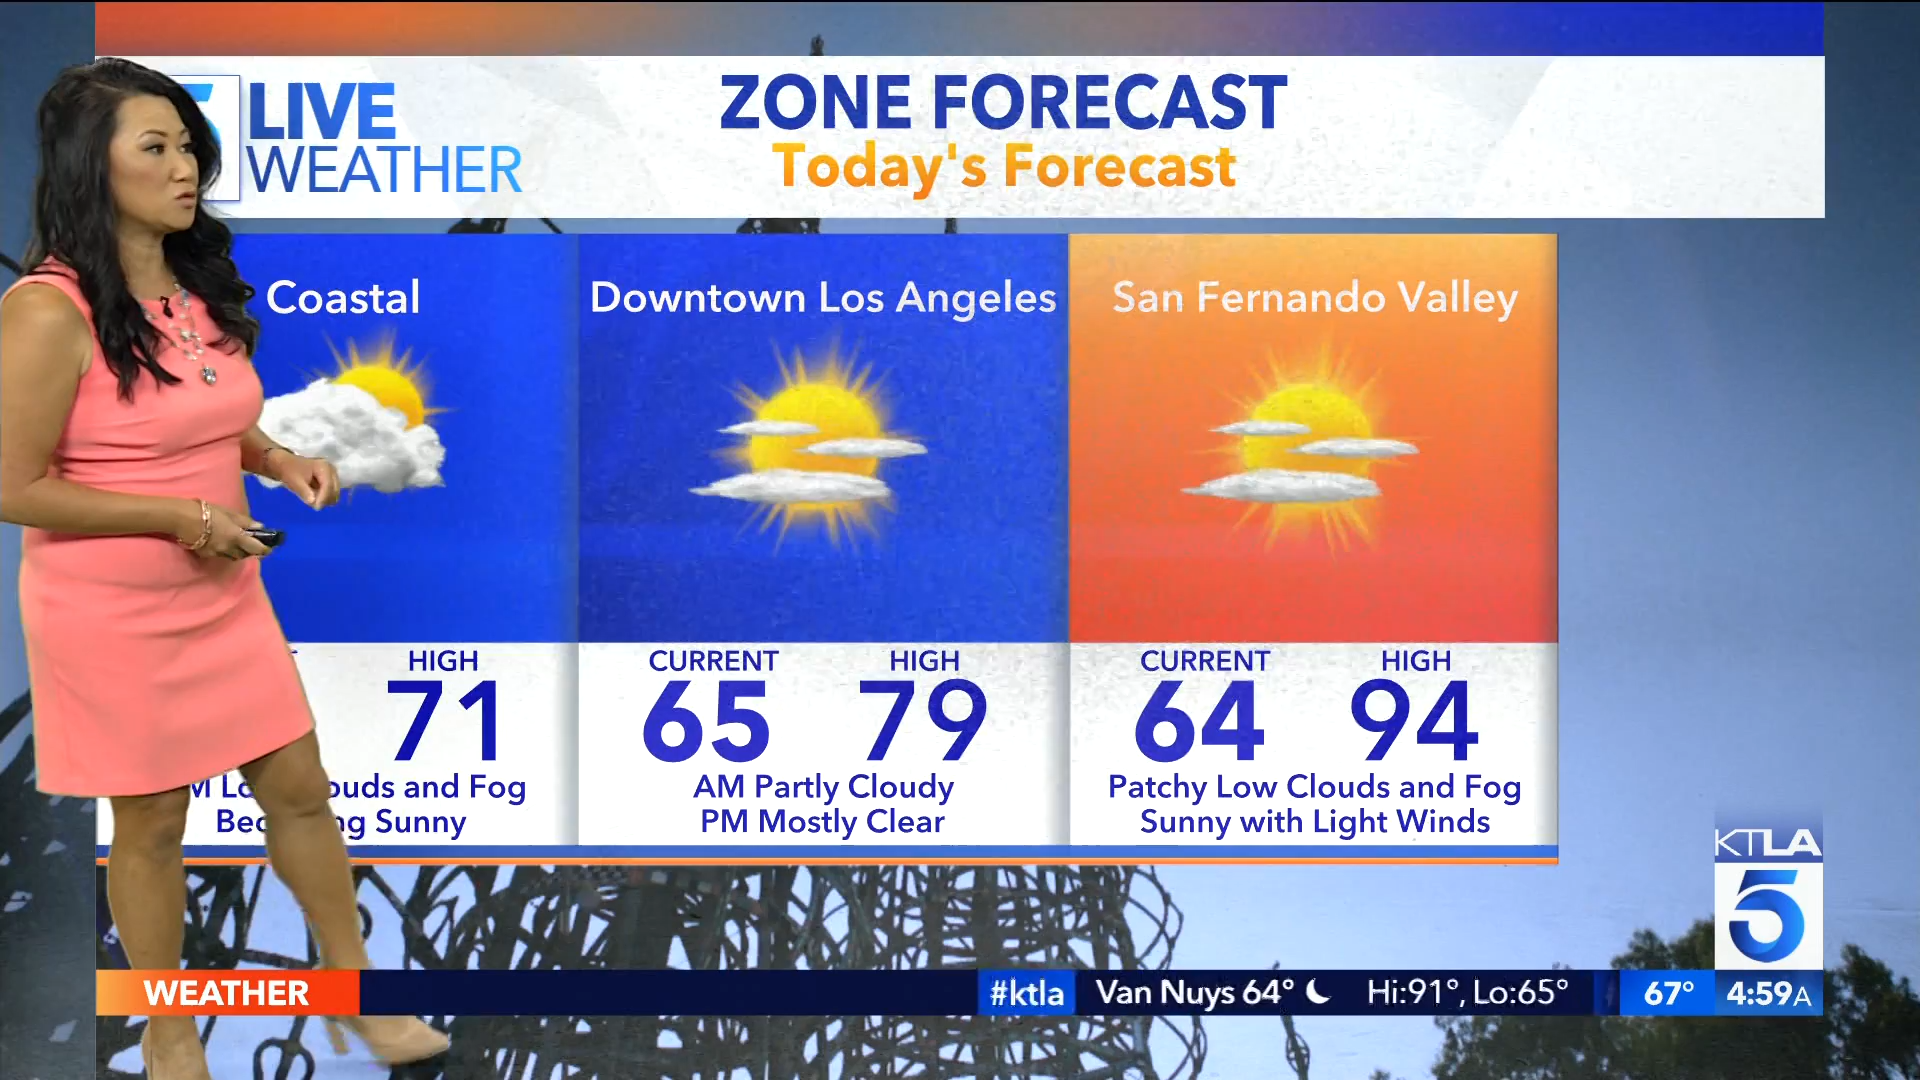 5 LIVE
WEATHER
ZONE FORECAST
Today's Forecast
Coastal
Downtown Los Angeles
San Fernando Valley
HIGH
71
and Fog
Sunny
CURRENT HIGH
65 79
AM Partly Cloudy
PM Mostly Clear
CURRENT HIGH
64 94
Patchy Low Clouds and Fog
Sunny with Light Winds
KTLA
5
WEATHER
#ktla Van Nuys 64° Hi:91°, Lo:65° 67° 4:59A